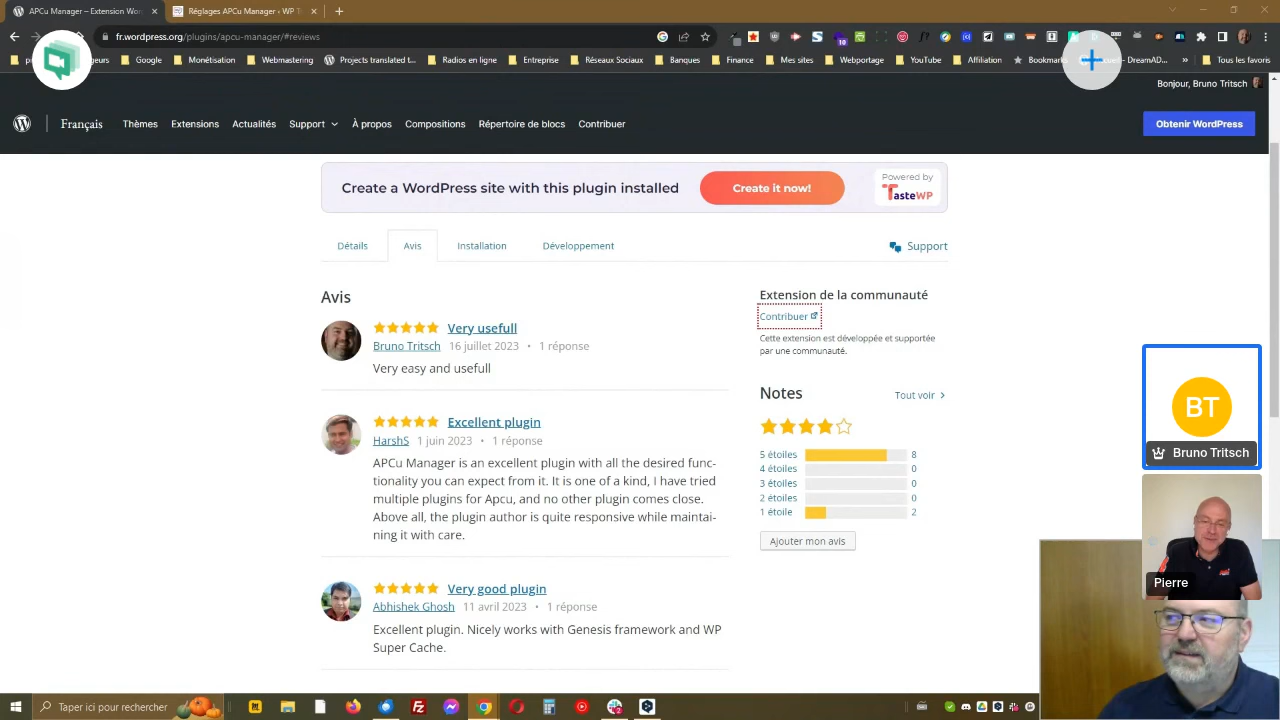 APCu Manager – Extension Wor
Réglages APCu Manager ‹ WP T
fr.wordpress.org/plugins/apcu-manager/#reviews
Google
Monétisation
Webmastering
Projects translate t...
Radios en ligne
Entreprise
Réseaux Sociaux
Banques
Finance
Mes sites
Webportage
YouTube
Affiliation
Bookmarks
- DreamAD...
Tous les favoris
Bonjour, Bruno Tritsch
Français
Thèmes
Extensions
Actualités
Support
À propos
Compositions
Répertoire de blocs
Contribuer
Obtenir WordPress
Create a WordPress site with this plugin installed
Create it now!
Powered by
TasteWP
Détails
Avis
Installation
Développement
Support
Avis
Very usefull
Bruno Tritsch 16 juillet 2023 • 1 réponse
Very easy and usefull
Excellent plugin
HarshS 1 juin 2023 • 1 réponse
APCu Manager is an excellent plugin with all the desired func-
tionality you can expect from it. It is one of a kind, I have tried
multiple plugins for Apcu, and no other plugin comes close.
Above all, the plugin author is quite responsive while maintai-
ning it with care.
Very good plugin
Abhishek Ghosh 11 avril 2023 • 1 réponse
Excellent plugin. Nicely works with Genesis framework and WP
Super Cache.
Extension de la communauté
Contribuer
Cette extension est développée et supportée
par une communauté.
Notes
Tout voir
5 étoiles 8
4 étoiles 0
3 étoiles 0
2 étoiles 0
1 étoile 2
Ajouter mon avis
BT
Bruno Tritsch
Pierre
Taper ici pour rechercher